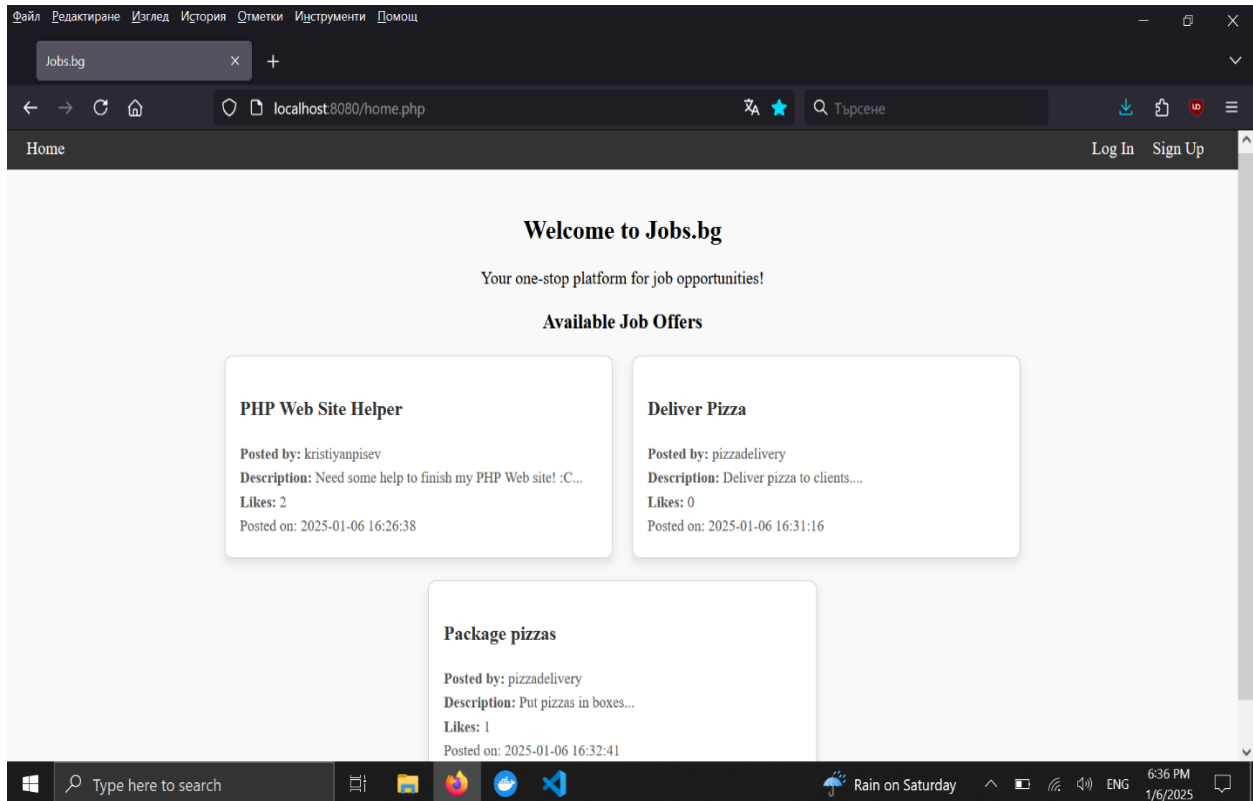 Файл Редактиране Изглед История Отметки Инструменти Помощ
Jobs.bg
localhost:8080/home.php
Търсене
Home Log In Sign Up
Welcome to Jobs.bg
Your one-stop platform for job opportunities!
Available Job Offers
PHP Web Site Helper
Posted by: kristiyanpisev
Description: Need some help to finish my PHP Web site! :C...
Likes: 2
Posted on: 2025-01-06 16:26:38
Deliver Pizza
Posted by: pizzadelivery
Description: Deliver pizza to clients....
Likes: 0
Posted on: 2025-01-06 16:31:16
Package pizzas
Posted by: pizzadelivery
Description: Put pizzas in boxes...
Likes: 1
Posted on: 2025-01-06 16:32:41
Type here to search
Rain on Saturday
ENG
6:36 PM
1/6/2025